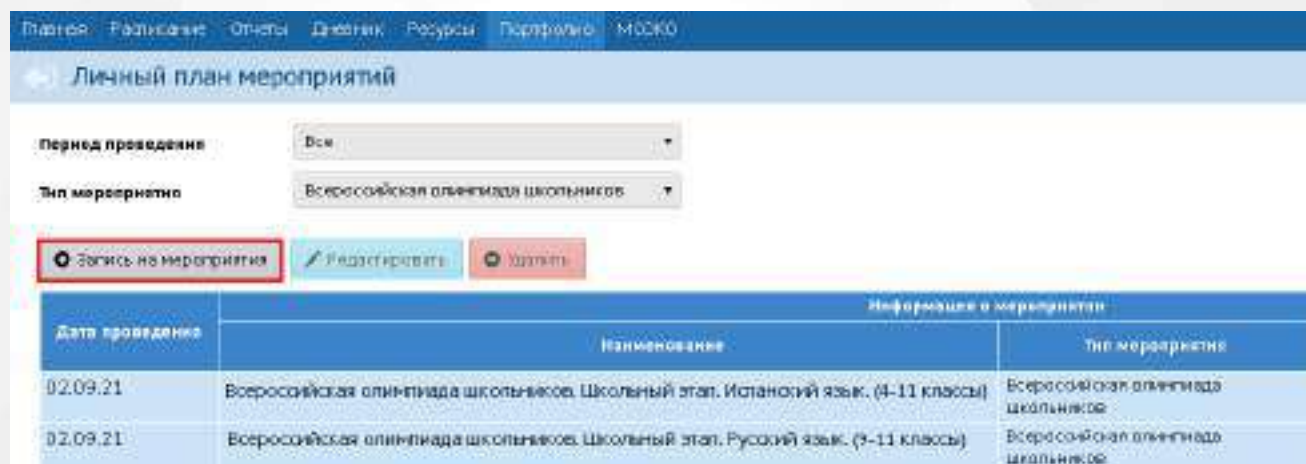 Главная Расписание Отчеты Дневник Ресурсы Портфолио МСОКО
Личный план мероприятий
Период проведения Все
Тип мероприятия Всероссийская олимпиада школьников
Запись на мероприятия Редактировать Удалить
Информация о мероприятии
Дата проведения Наименование Тип мероприятия
02.09.21 Всероссийская олимпиада школьников. Школьный этап. Испанский язык. (4-11 классы) Всероссийская олимпиада
школьников
02.09.21 Всероссийская олимпиада школьников. Школьный этап. Русский язык. (9-11 классы) Всероссийская олимпиада
школьников